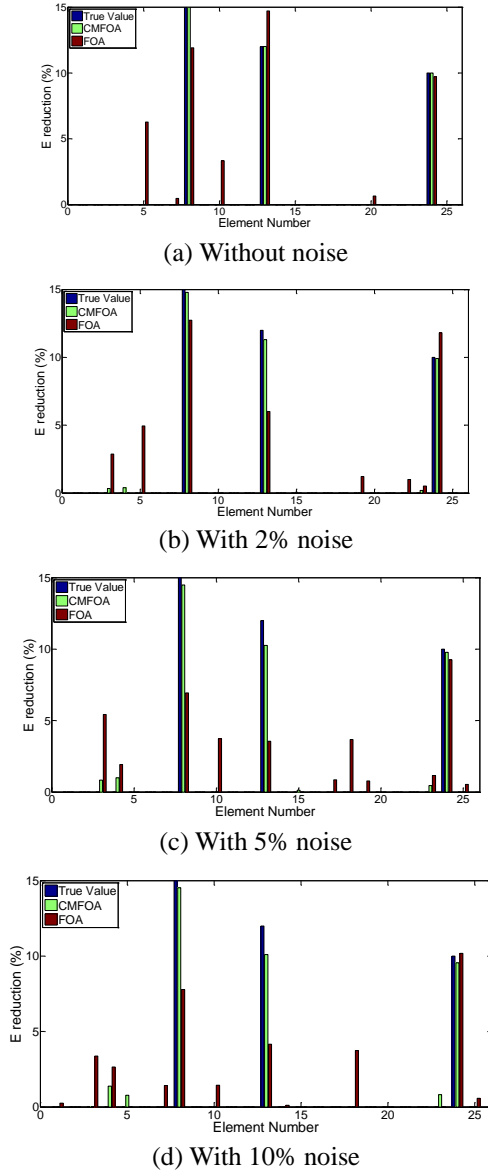 15
True Value
CMFOA
FOA
10
5
0
E reduction (%)
0 5 10 15 20 25
Element Number
(a) Without noise
15
True Value
CMFOA
FOA
10
5
0
E reduction (%)
0 5 10 15 20 25
Element Number
(b) With 2% noise
15
True Value
CMFOA
FOA
10
5
0
E reduction (%)
0 5 10 15 20 25
Element Number
(c) With 5% noise
15
True Value
CMFOA
FOA
10
5
0
E reduction (%)
0 5 10 15 20 25
Element Number
(d) With 10% noise